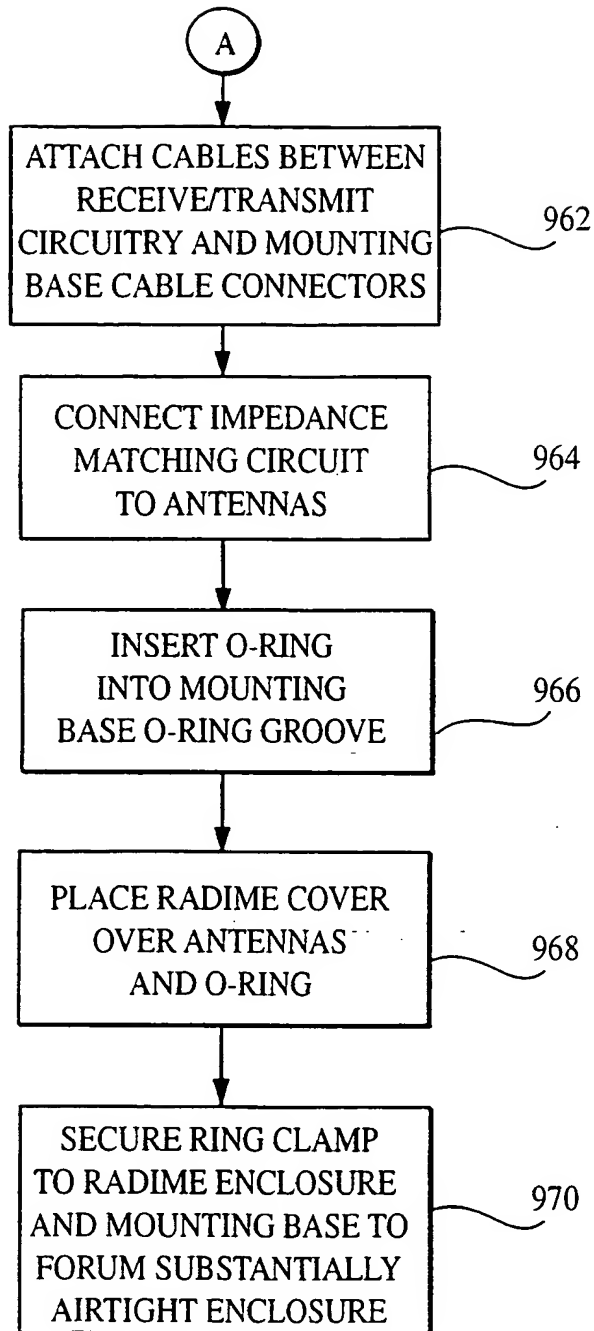 A
ATTACH CABLES BETWEEN
RECEIVE/TRANSMIT
CIRCUITRY AND MOUNTING
BASE CABLE CONNECTORS
962
CONNECT IMPEDANCE
MATCHING CIRCUIT
TO ANTENNAS
964
INSERT O-RING
INTO MOUNTING
BASE O-RING GROOVE
966
PLACE RADIME COVER
OVER ANTENNAS
AND O-RING
968
SECURE RING CLAMP
TO RADIME ENCLOSURE
AND MOUNTING BASE TO
FORUM SUBSTANTIALLY
AIRTIGHT ENCLOSURE
970